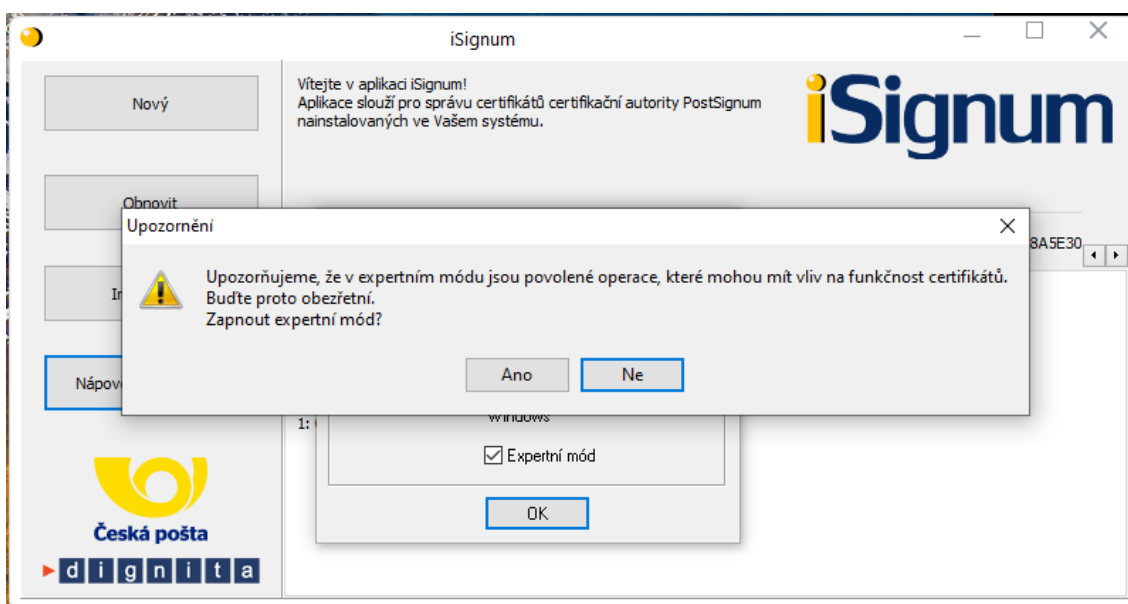 iSignum
Nový
Vítejte v aplikaci iSignum!
Aplikace slouží pro správu certifikátů certifikační autority PostSignum
nainstalovaných ve Vašem systému.
iSignum
Obnovit
8A5E30
Upozornění
Upozorňujeme, že v expertním módu jsou povolené operace, které mohou mít vliv na funkčnost certifikátů.
Buďte proto obezřetní.
Zapnout expertní mód?
Ano
Ne
Nápov
1:
Windows
Expertní mód
OK
Česká pošta
dignita